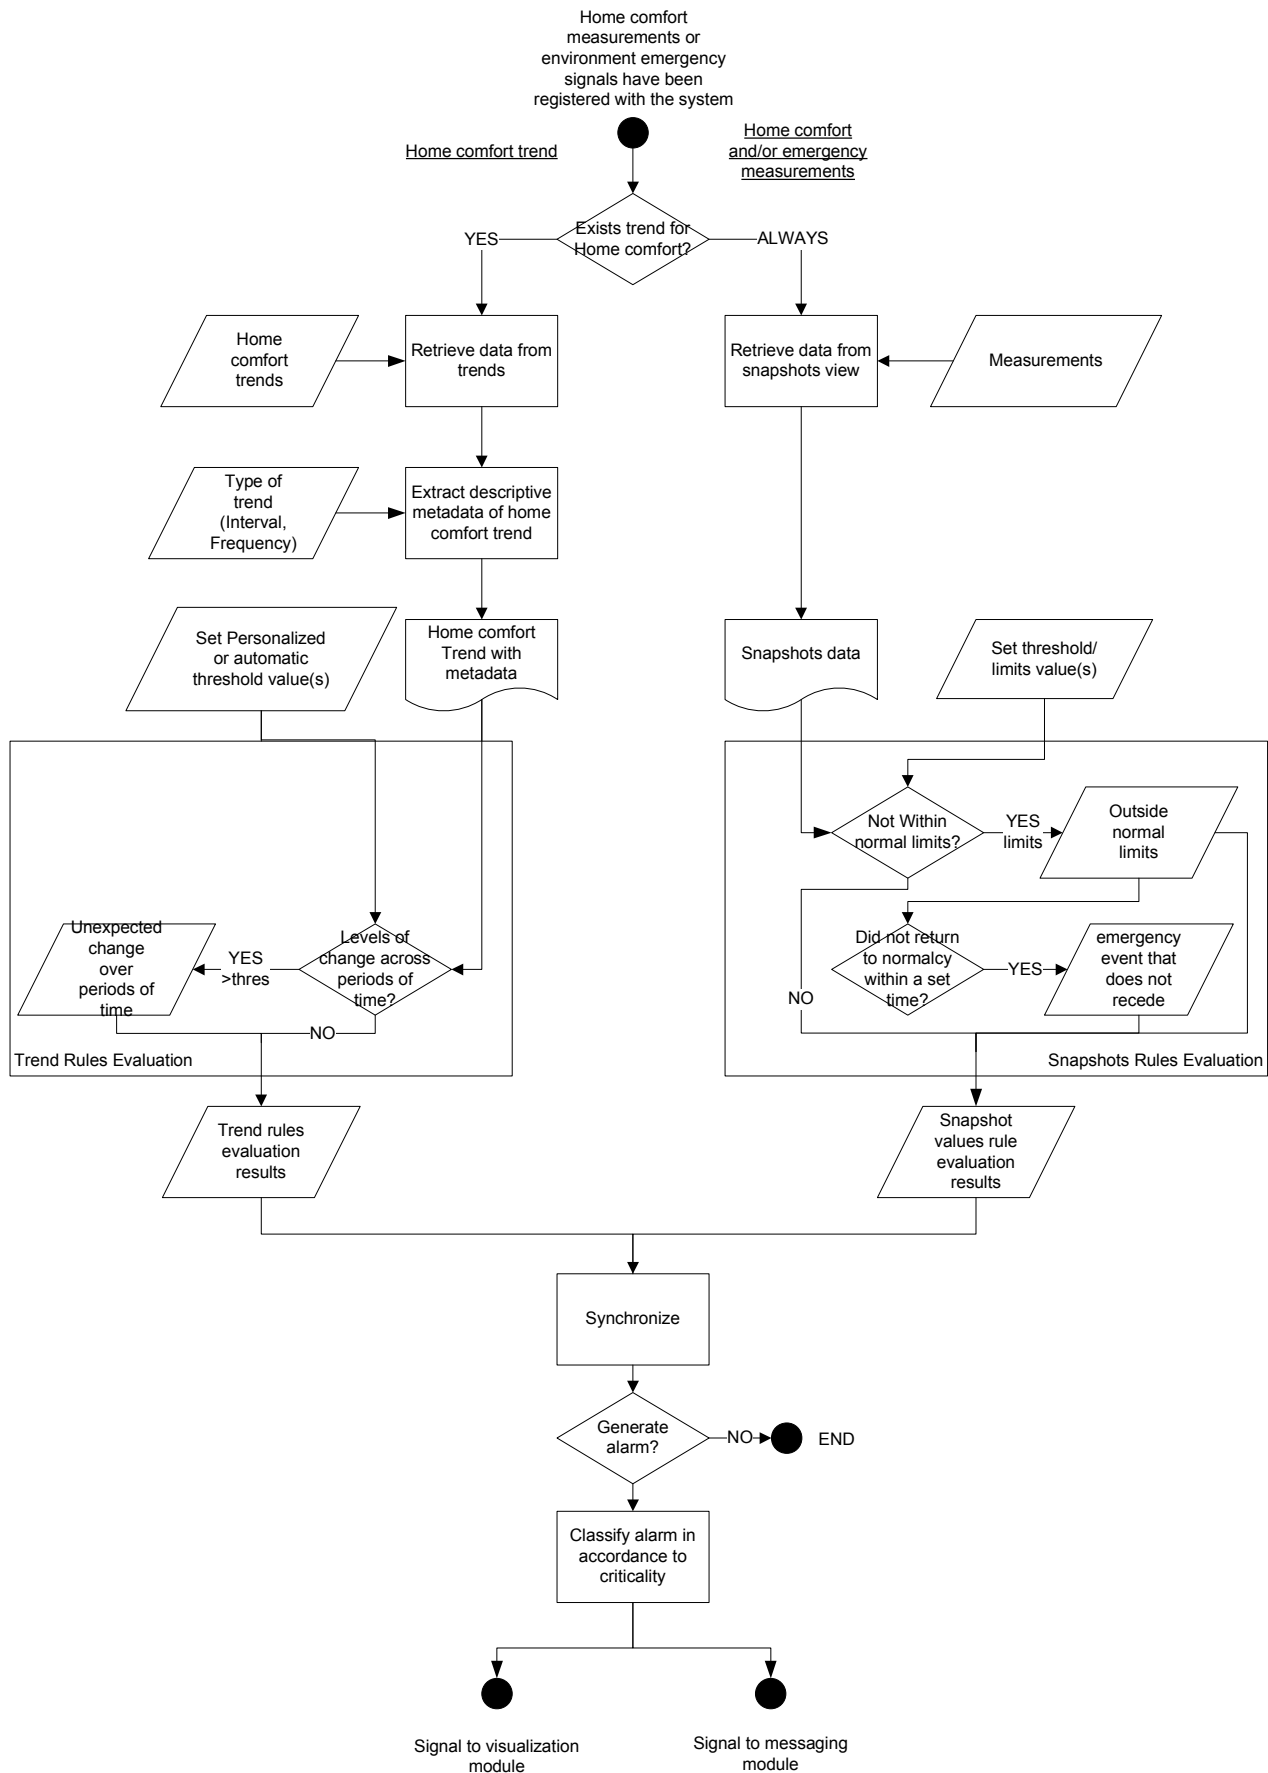 Home comfort
measurements or
environment emergency
signals have been
registered with the system
Home comfort trend
Home comfort
and/or emergency
measurements
Exists trend for
Home comfort?
YES
ALWAYS
Home
comfort
trends
Retrieve data from
trends
Retrieve data from
snapshots view
Measurements
Type of
trend
(Interval,
Frequency)
Extract descriptive
metadata of home
comfort trend
Set Personalized
or automatic
threshold value(s)
Home comfort
Trend with
metadata
Snapshots data
Set threshold/
limits value(s)
Not Within
normal limits?
YES
limits
Outside
normal
limits
Unexpected
change
over
periods of
time
YES
>thres
Levels of
change across
periods of
time?
NO
Trend Rules Evaluation
Did not return
to normalcy
within a set
time?
YES
emergency
event that
does not
recede
NO
Snapshots Rules Evaluation
Trend rules
evaluation
results
Snapshot
values rule
evaluation
results
Synchronize
Generate
alarm?
NO
END
Classify alarm in
accordance to
criticality
Signal to visualization
module
Signal to messaging
module